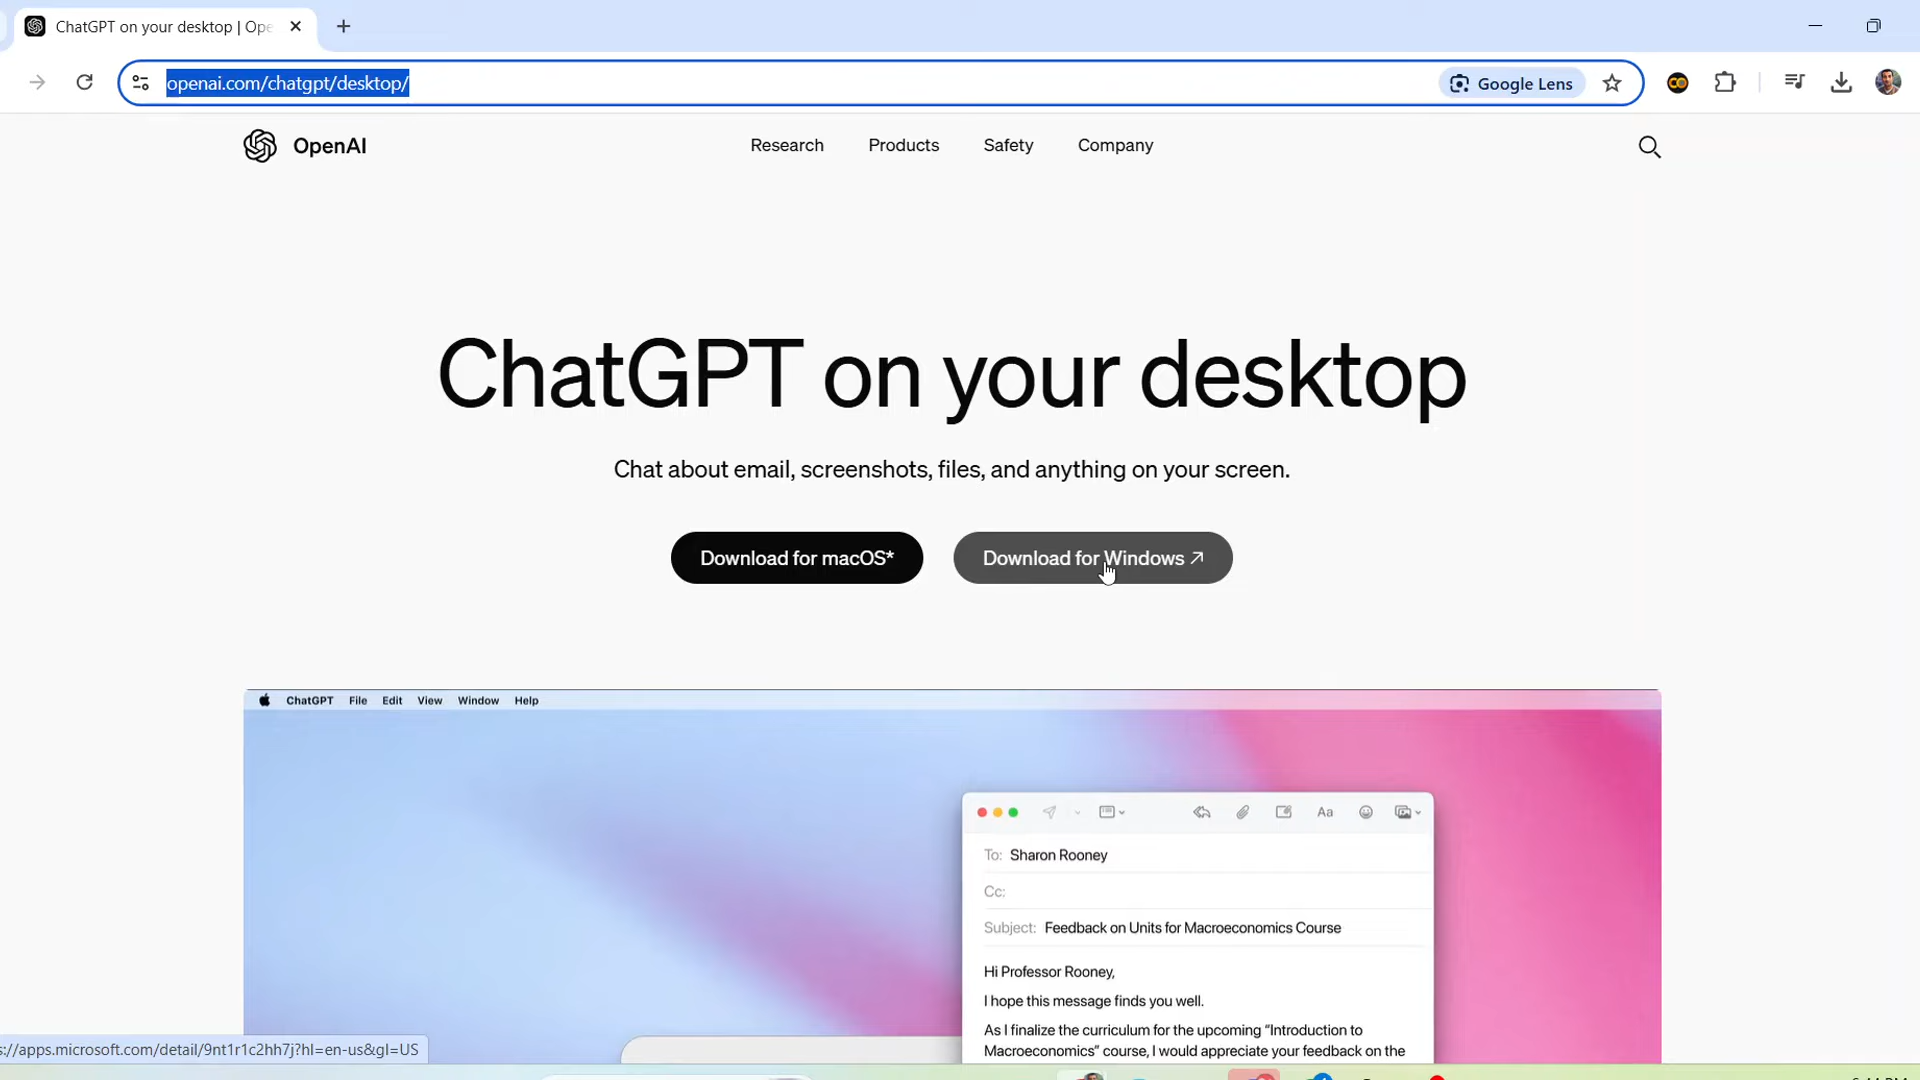 ChatGPT on your desktop | Ope
openai.com/chatgpt/desktop/
Google Lens
OpenAI
Research
Products
Safety
Company
ChatGPT on your desktop
Chat about email, screenshots, files, and anything on your screen.
Download for macOS*
Download for Windows ↗
ChatGPT File Edit View Window Help
Aa
To: Sharon Rooney
Cc:
Subject: Feedback on Units for Macroeconomics Course
Hi Professor Rooney,
I hope this message finds you well.
As I finalize the curriculum for the upcoming “Introduction to
Macroeconomics” course, I would appreciate your feedback on the
s://apps.microsoft.com/detail/9nt1r1c2hh7j?hl=en-us&gl=US